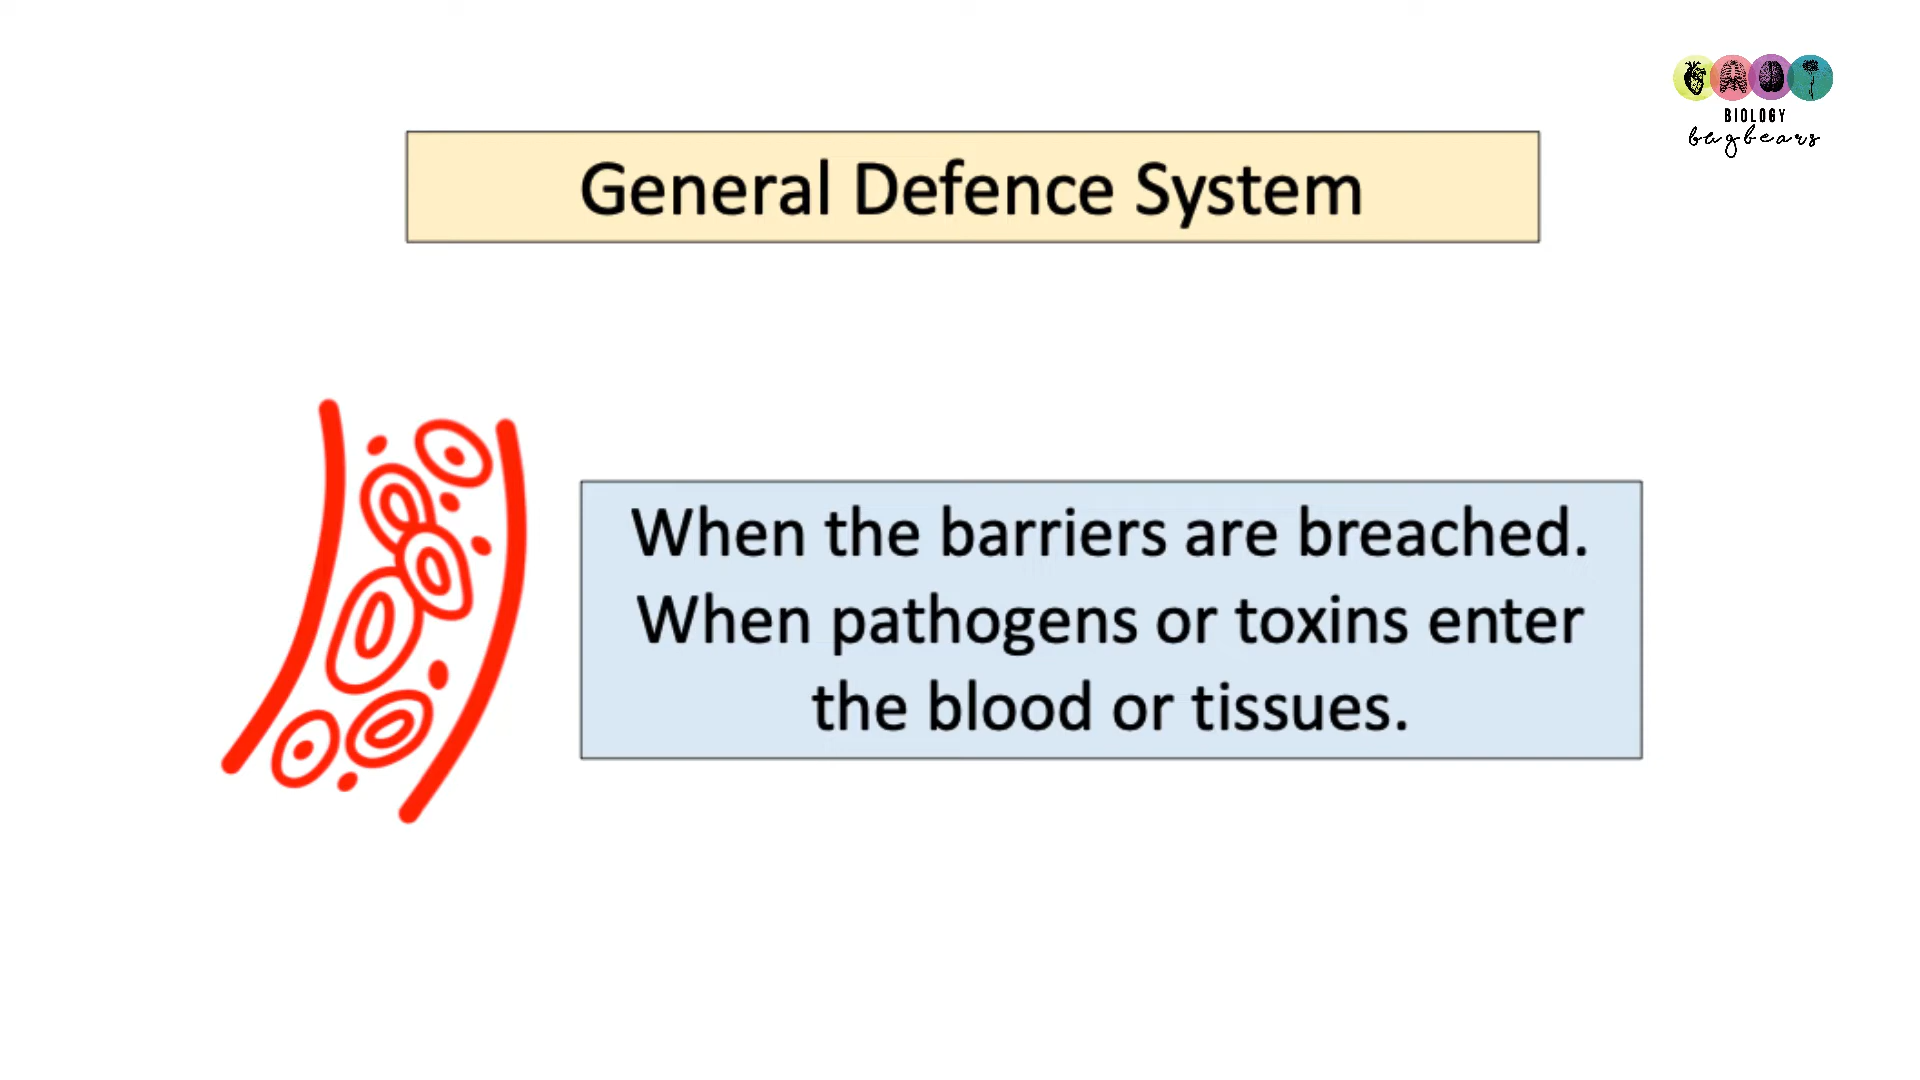 BIOLOGY
bugbears
General Defence System
When the barriers are breached.
When pathogens or toxins enter
the blood or tissues.